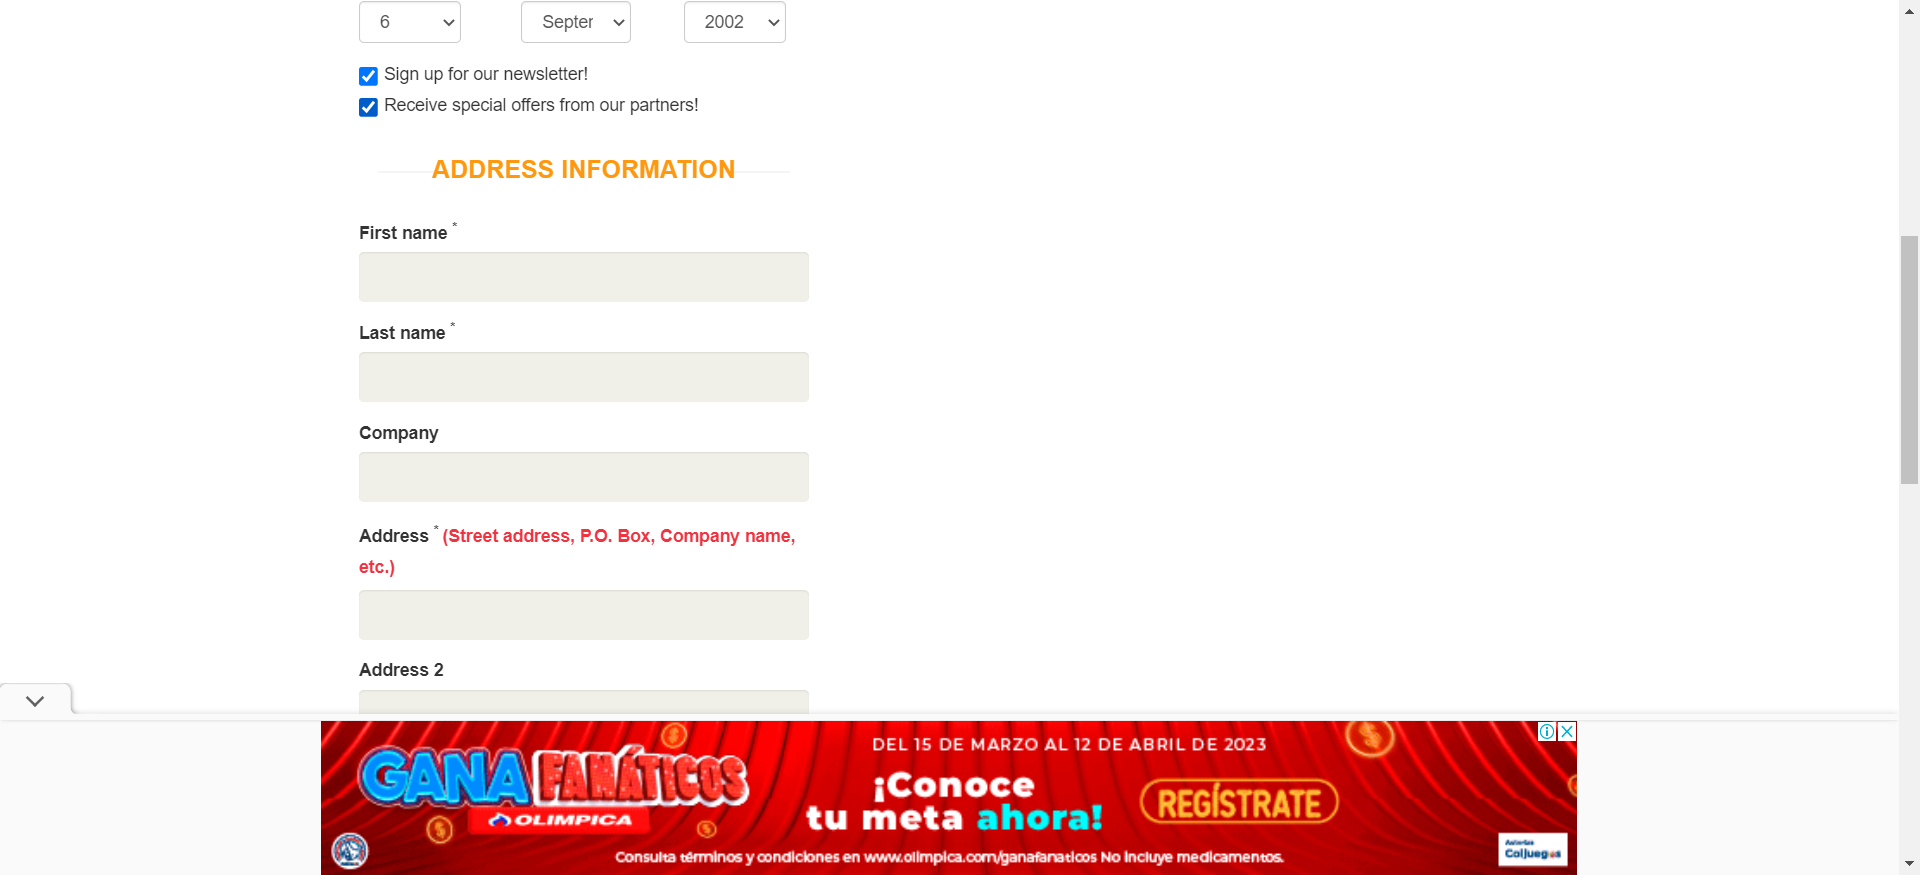 6 Septer 2002
Sign up for our newsletter!
Receive special offers from our partners!
ADDRESS INFORMATION
First name *
Last name *
Company
Address * (Street address, P.O. Box, Company name,
etc.)
Address 2
DEL 15 DE MARZO AL 12 DE ABRIL DE 2023
GANA FANÁTICOS
OLIMPICA
¡Conoce
tu meta ahora!
REGÍSTRATE
Autoriza
Coljuegos
Consulta términos y condiciones en www.olimpica.com/ganafanaticos No incluye medicamentos.